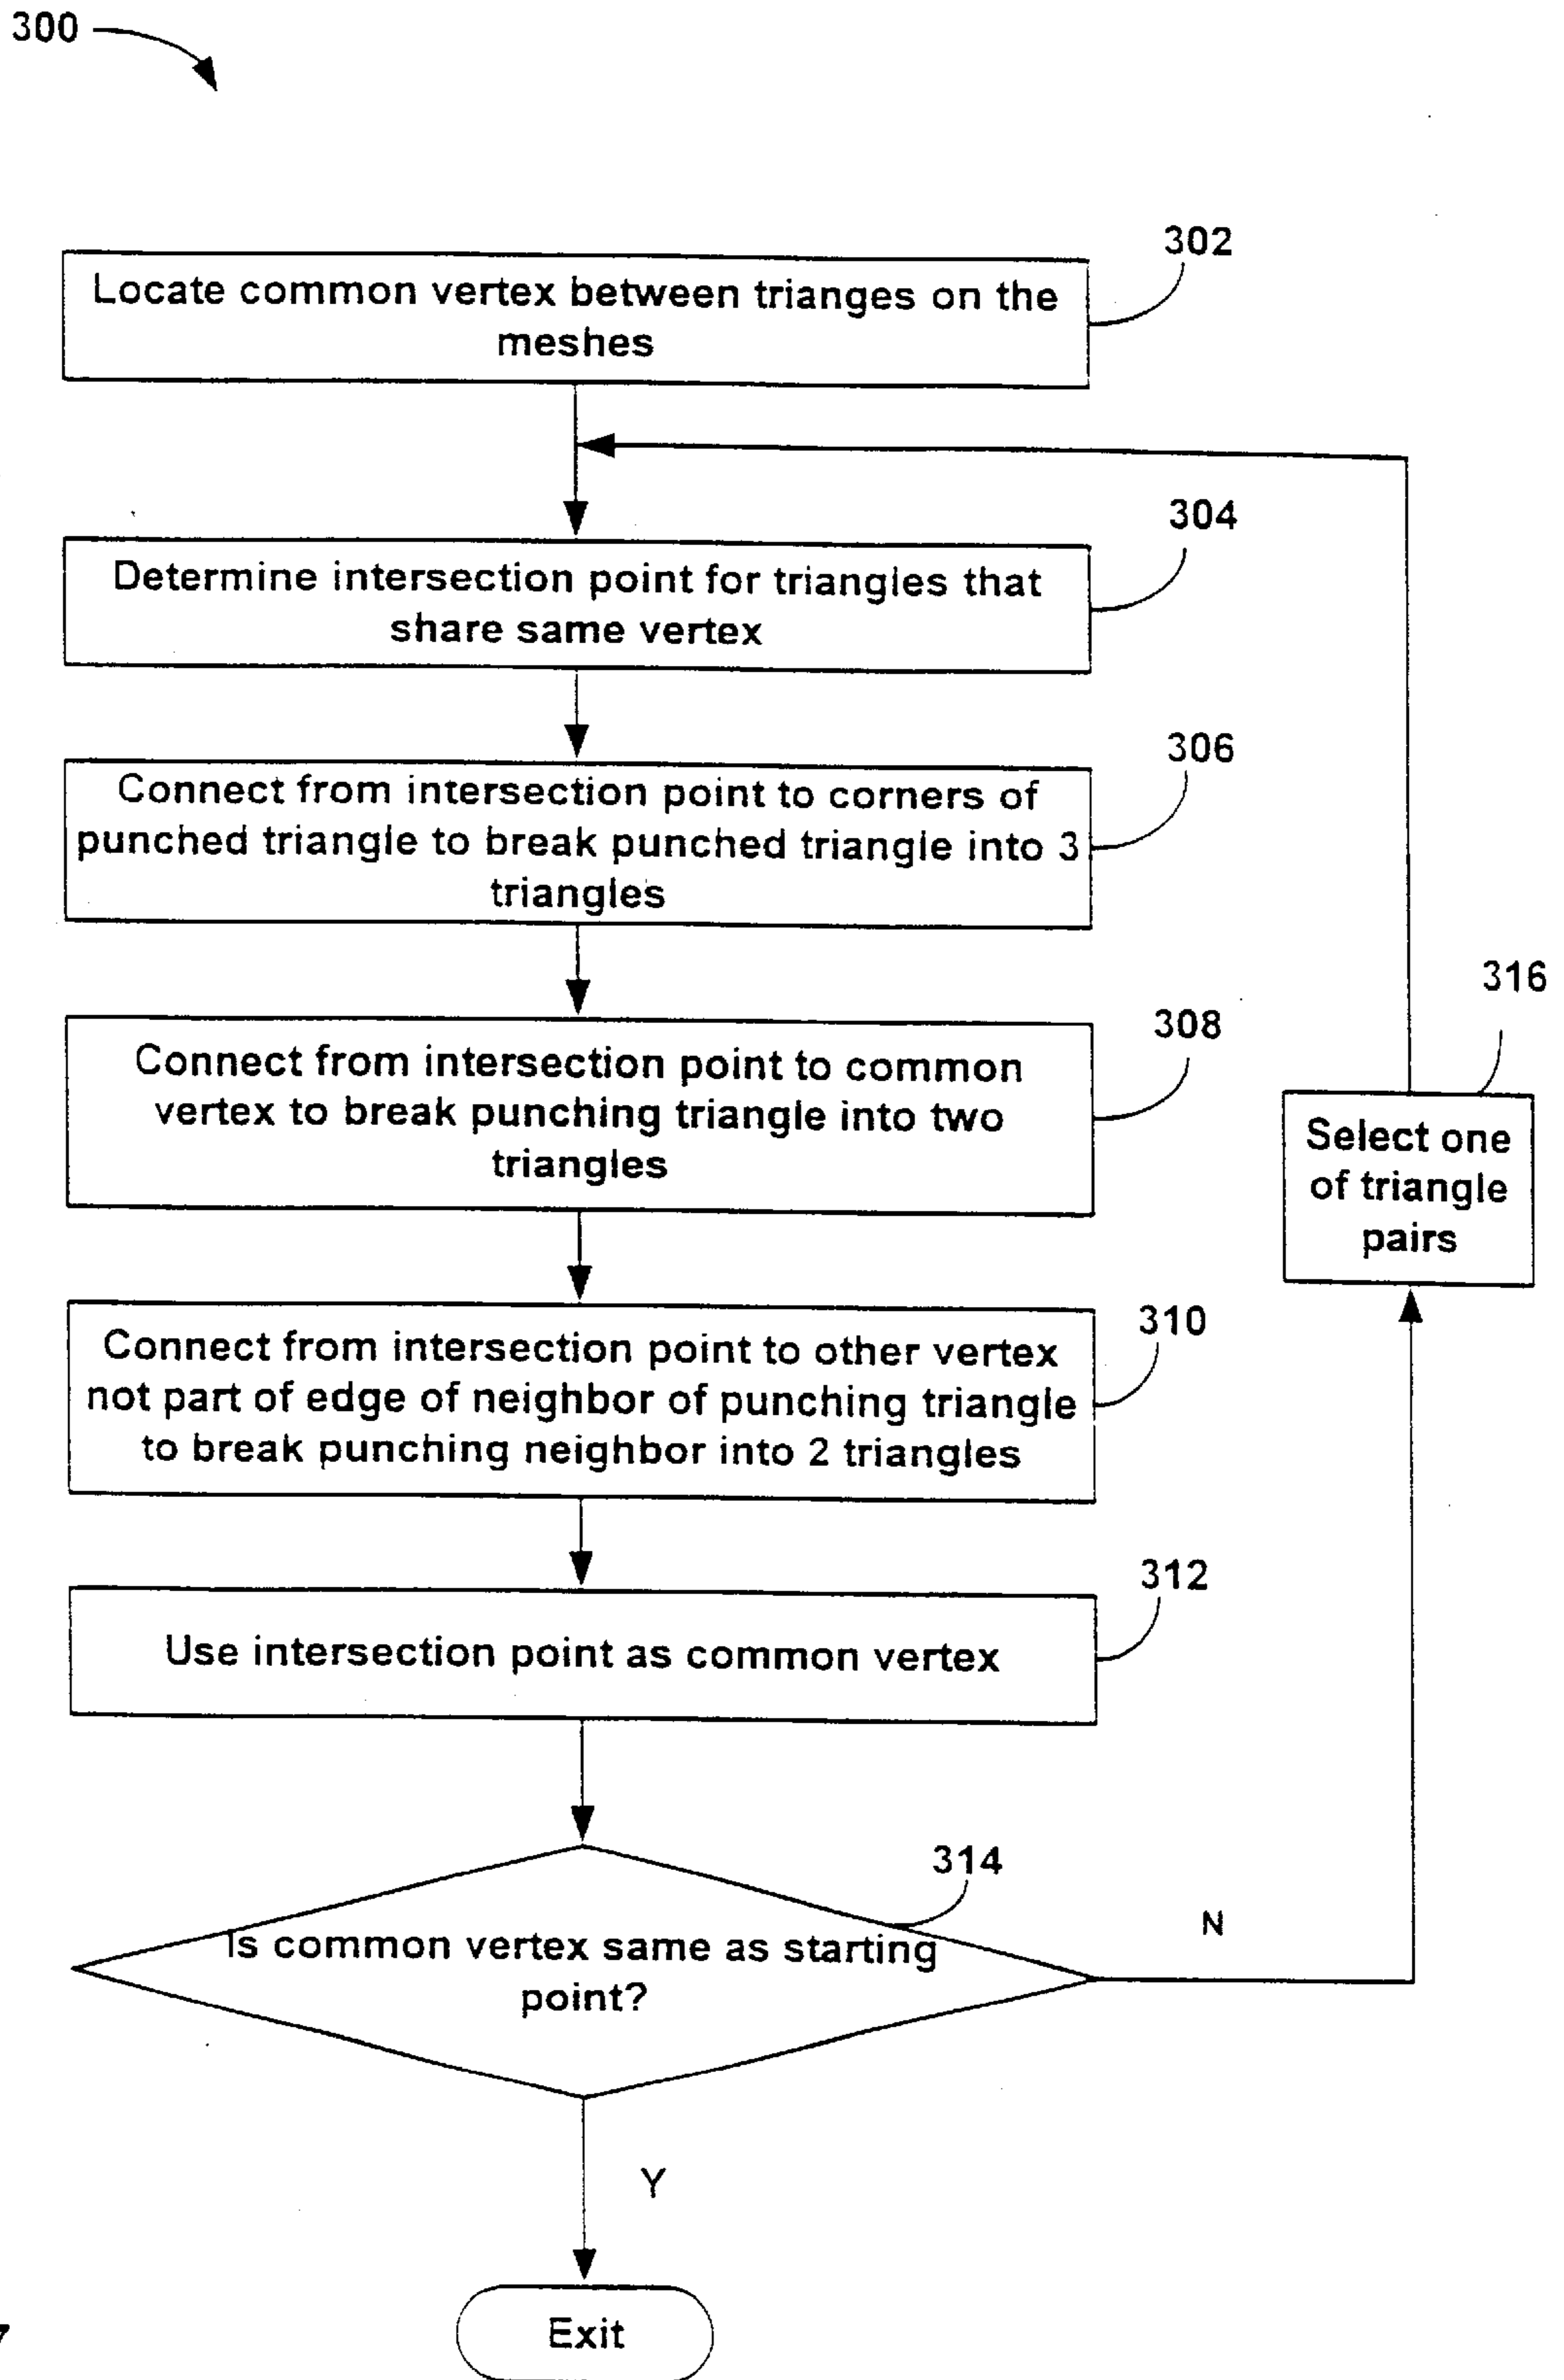 300
302
Locate common vertex between trianges on the
meshes
304
Determine intersection point for triangles that
share same vertex
306
Connect from intersection point to corners of
punched triangle to break punched triangle into 3
triangles
308
Connect from intersection point to common
vertex to break punching triangle into two
triangles
316
Select one
of triangle
pairs
310
Connect from intersection point to other vertex
not part of edge of neighbor of punching triangle
to break punching neighbor into 2 triangles
312
Use intersection point as common vertex
314
Is common vertex same as starting
point?
N
Y
Exit